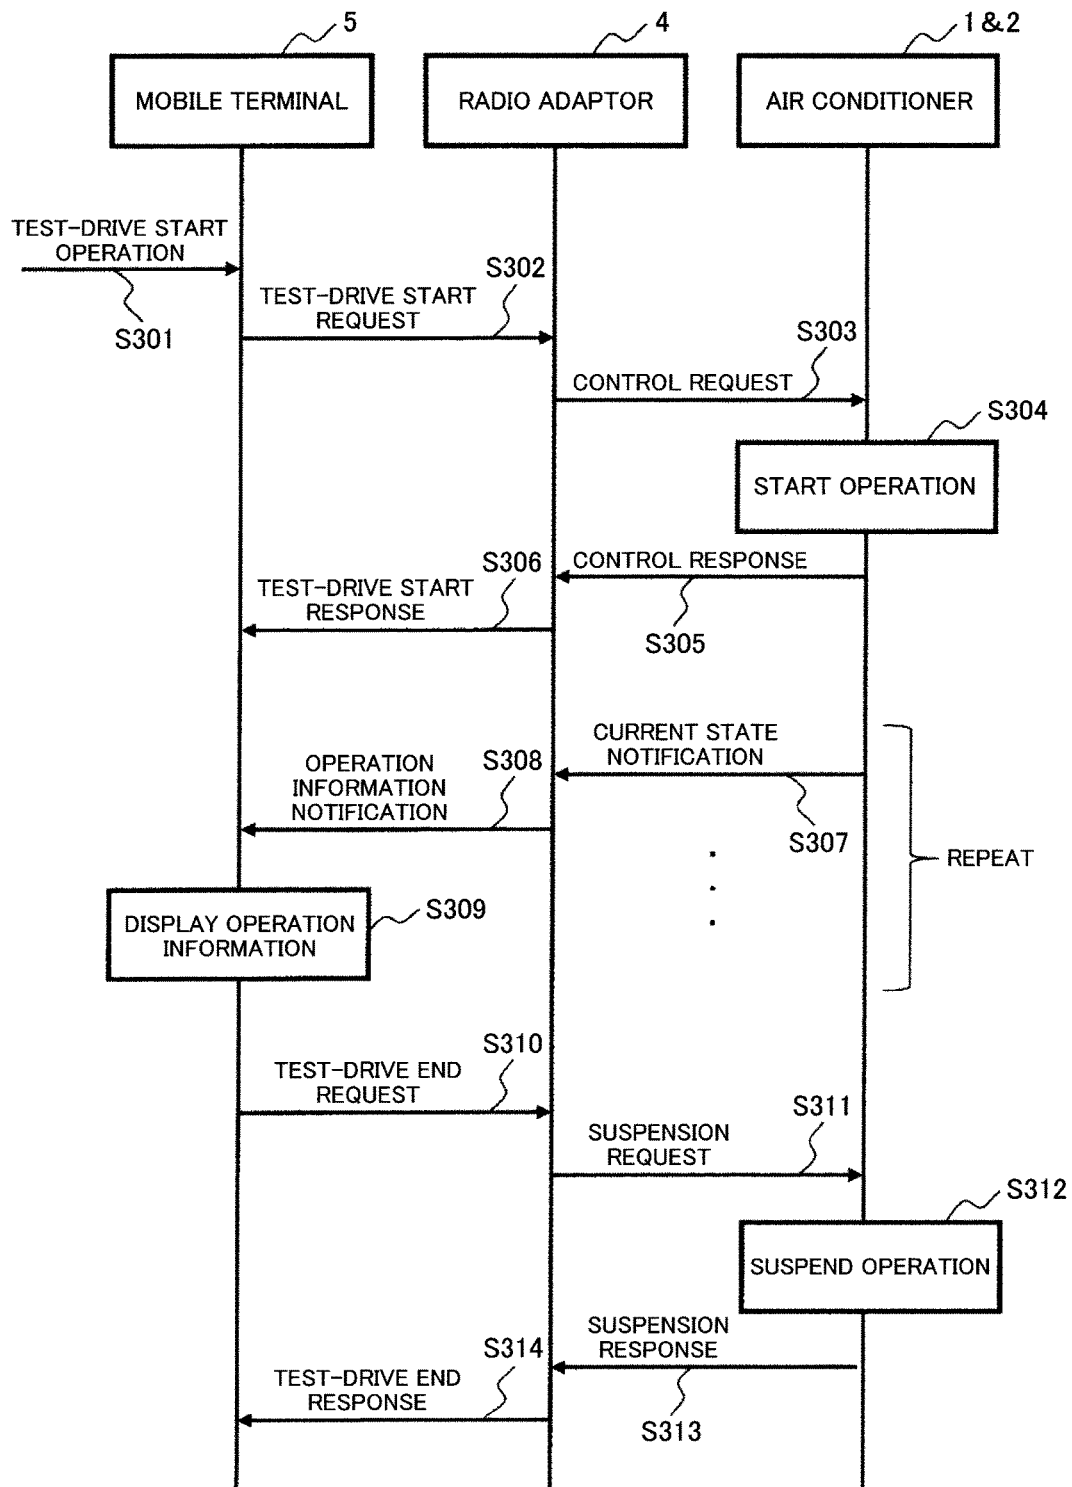 5
4
1&2
MOBILE TERMINAL
RADIO ADAPTOR
AIR CONDITIONER
TEST-DRIVE START
OPERATION
S301
S302
TEST-DRIVE START
REQUEST
S303
CONTROL REQUEST
S304
START OPERATION
CONTROL RESPONSE
S305
S306
TEST-DRIVE START
RESPONSE
CURRENT STATE
NOTIFICATION
S307
S308
OPERATION
INFORMATION
NOTIFICATION
REPEAT
S309
DISPLAY OPERATION
INFORMATION
S310
TEST-DRIVE END
REQUEST
S311
SUSPENSION
REQUEST
S312
SUSPEND OPERATION
SUSPENSION
RESPONSE
S313
S314
TEST-DRIVE END
RESPONSE